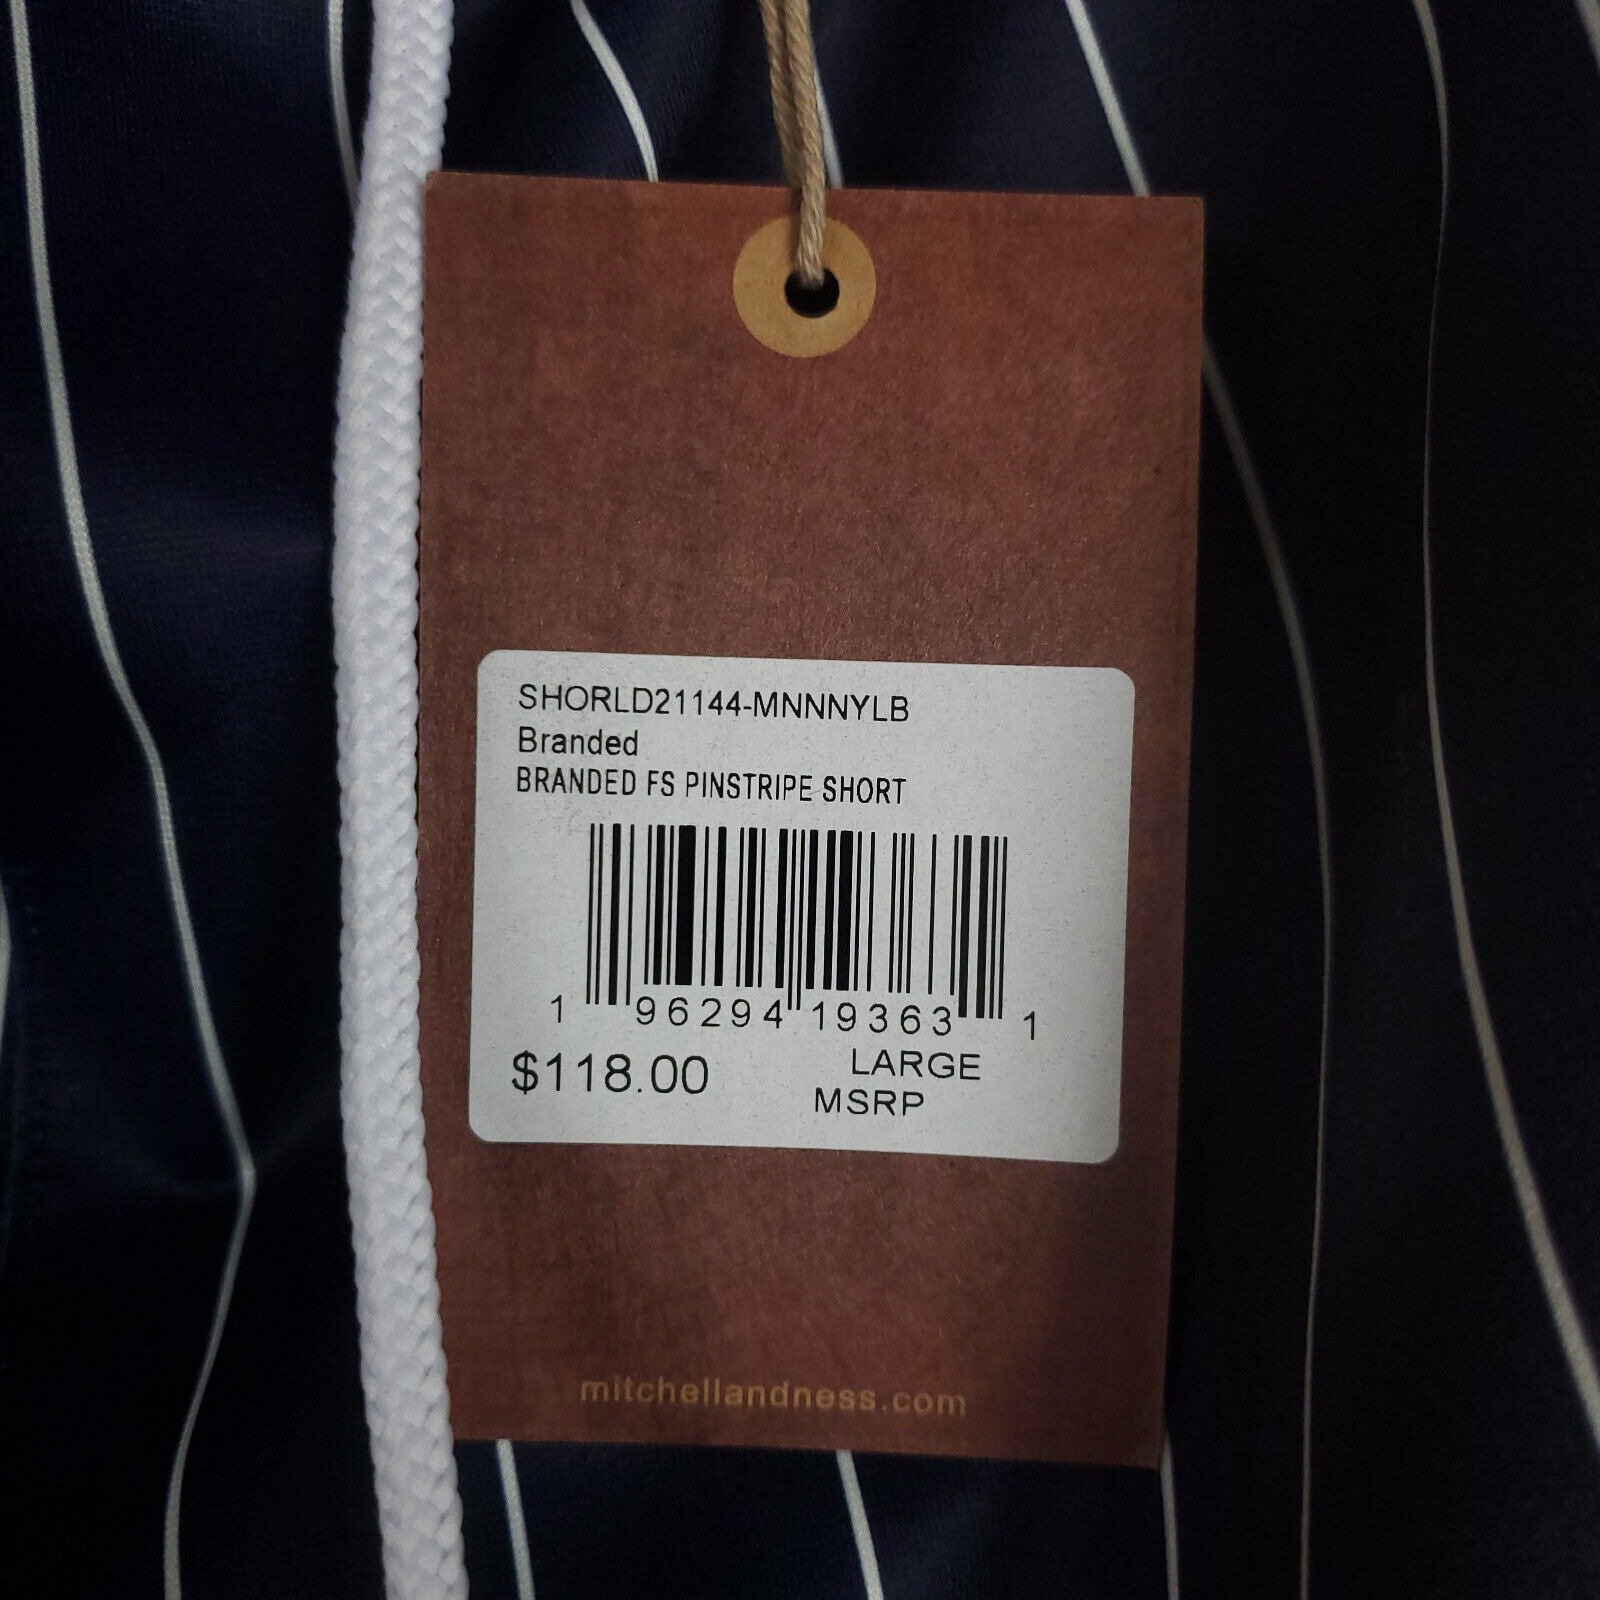 SHORLD21144-MNNNYLB
Branded
BRANDED FS PINSTRIPE SHORT
1 96294 19363 1
$118.00 LARGE
MSRP
mitchellandness.com